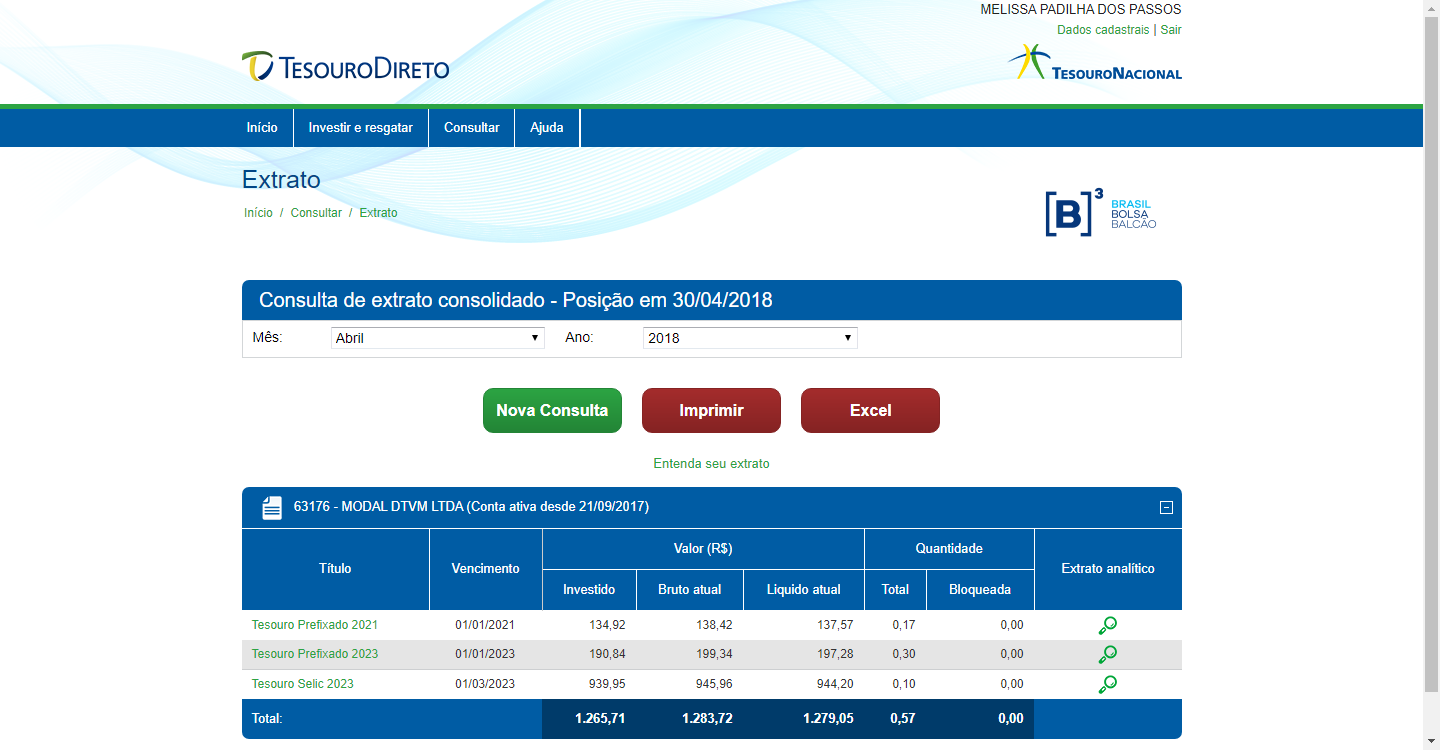 MELISSA PADILHA DOS PASSOS
Dados cadastrais | Sair
TESOURODIRETO
TESOURONACIONAL
Início
Investir e resgatar
Consultar
Ajuda
Extrato
Início / Consultar / Extrato
[B]3 BRASIL
BOLSA
BALCÃO
Consulta de extrato consolidado - Posição em 30/04/2018
Mês: Abril Ano: 2018
Nova Consulta Imprimir Excel
Entenda seu extrato
63176 - MODAL DTVM LTDA (Conta ativa desde 21/09/2017)
Título Vencimento Valor (R$) Quantidade Extrato analítico
Investido Bruto atual Liquido atual Total Bloqueada
Tesouro Prefixado 2021 01/01/2021 134,92 138,42 137,57 0,17 0,00
Tesouro Prefixado 2023 01/01/2023 190,84 199,34 197,28 0,30 0,00
Tesouro Selic 2023 01/03/2023 939,95 945,96 944,20 0,10 0,00
Total: 1.265,71 1.283,72 1.279,05 0,57 0,00